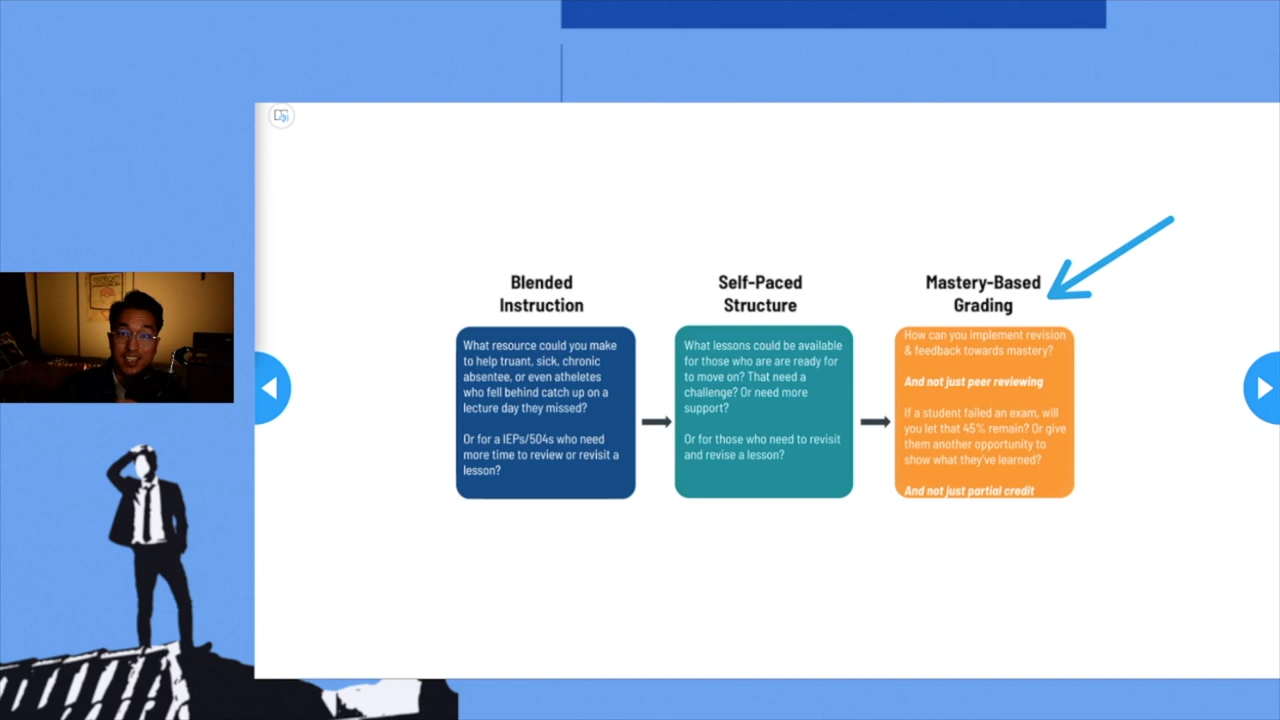 Blended
Instruction
What resource could you make
to help truant, sick, chronic
absentee, or even atheletes
who fell behind catch up on a
lecture day they missed?
Or for a IEPs/504s who need
more time to review or revisit a
lesson?
Self-Paced
Structure
What lessons could be available
for those who are are ready for
to move on? That need a
challenge? Or need more
support?
Or for those who need to revisit
and revise a lesson?
Mastery-Based
Grading
How can you implement revision
& feedback towards mastery?
And not just peer reviewing
If a student failed an exam, will
you let that 45% remain? Or give
them another opportunity to
show what they've learned?
And not just partial credit